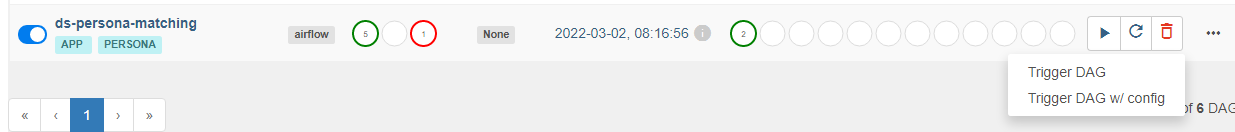 ds-persona-matching
APP PERSONA
airflow
5 1
None
2022-03-02, 08:16:56 i
2
Trigger DAG
Trigger DAG w/ config
« ‹ 1 › »
of 6 DAG